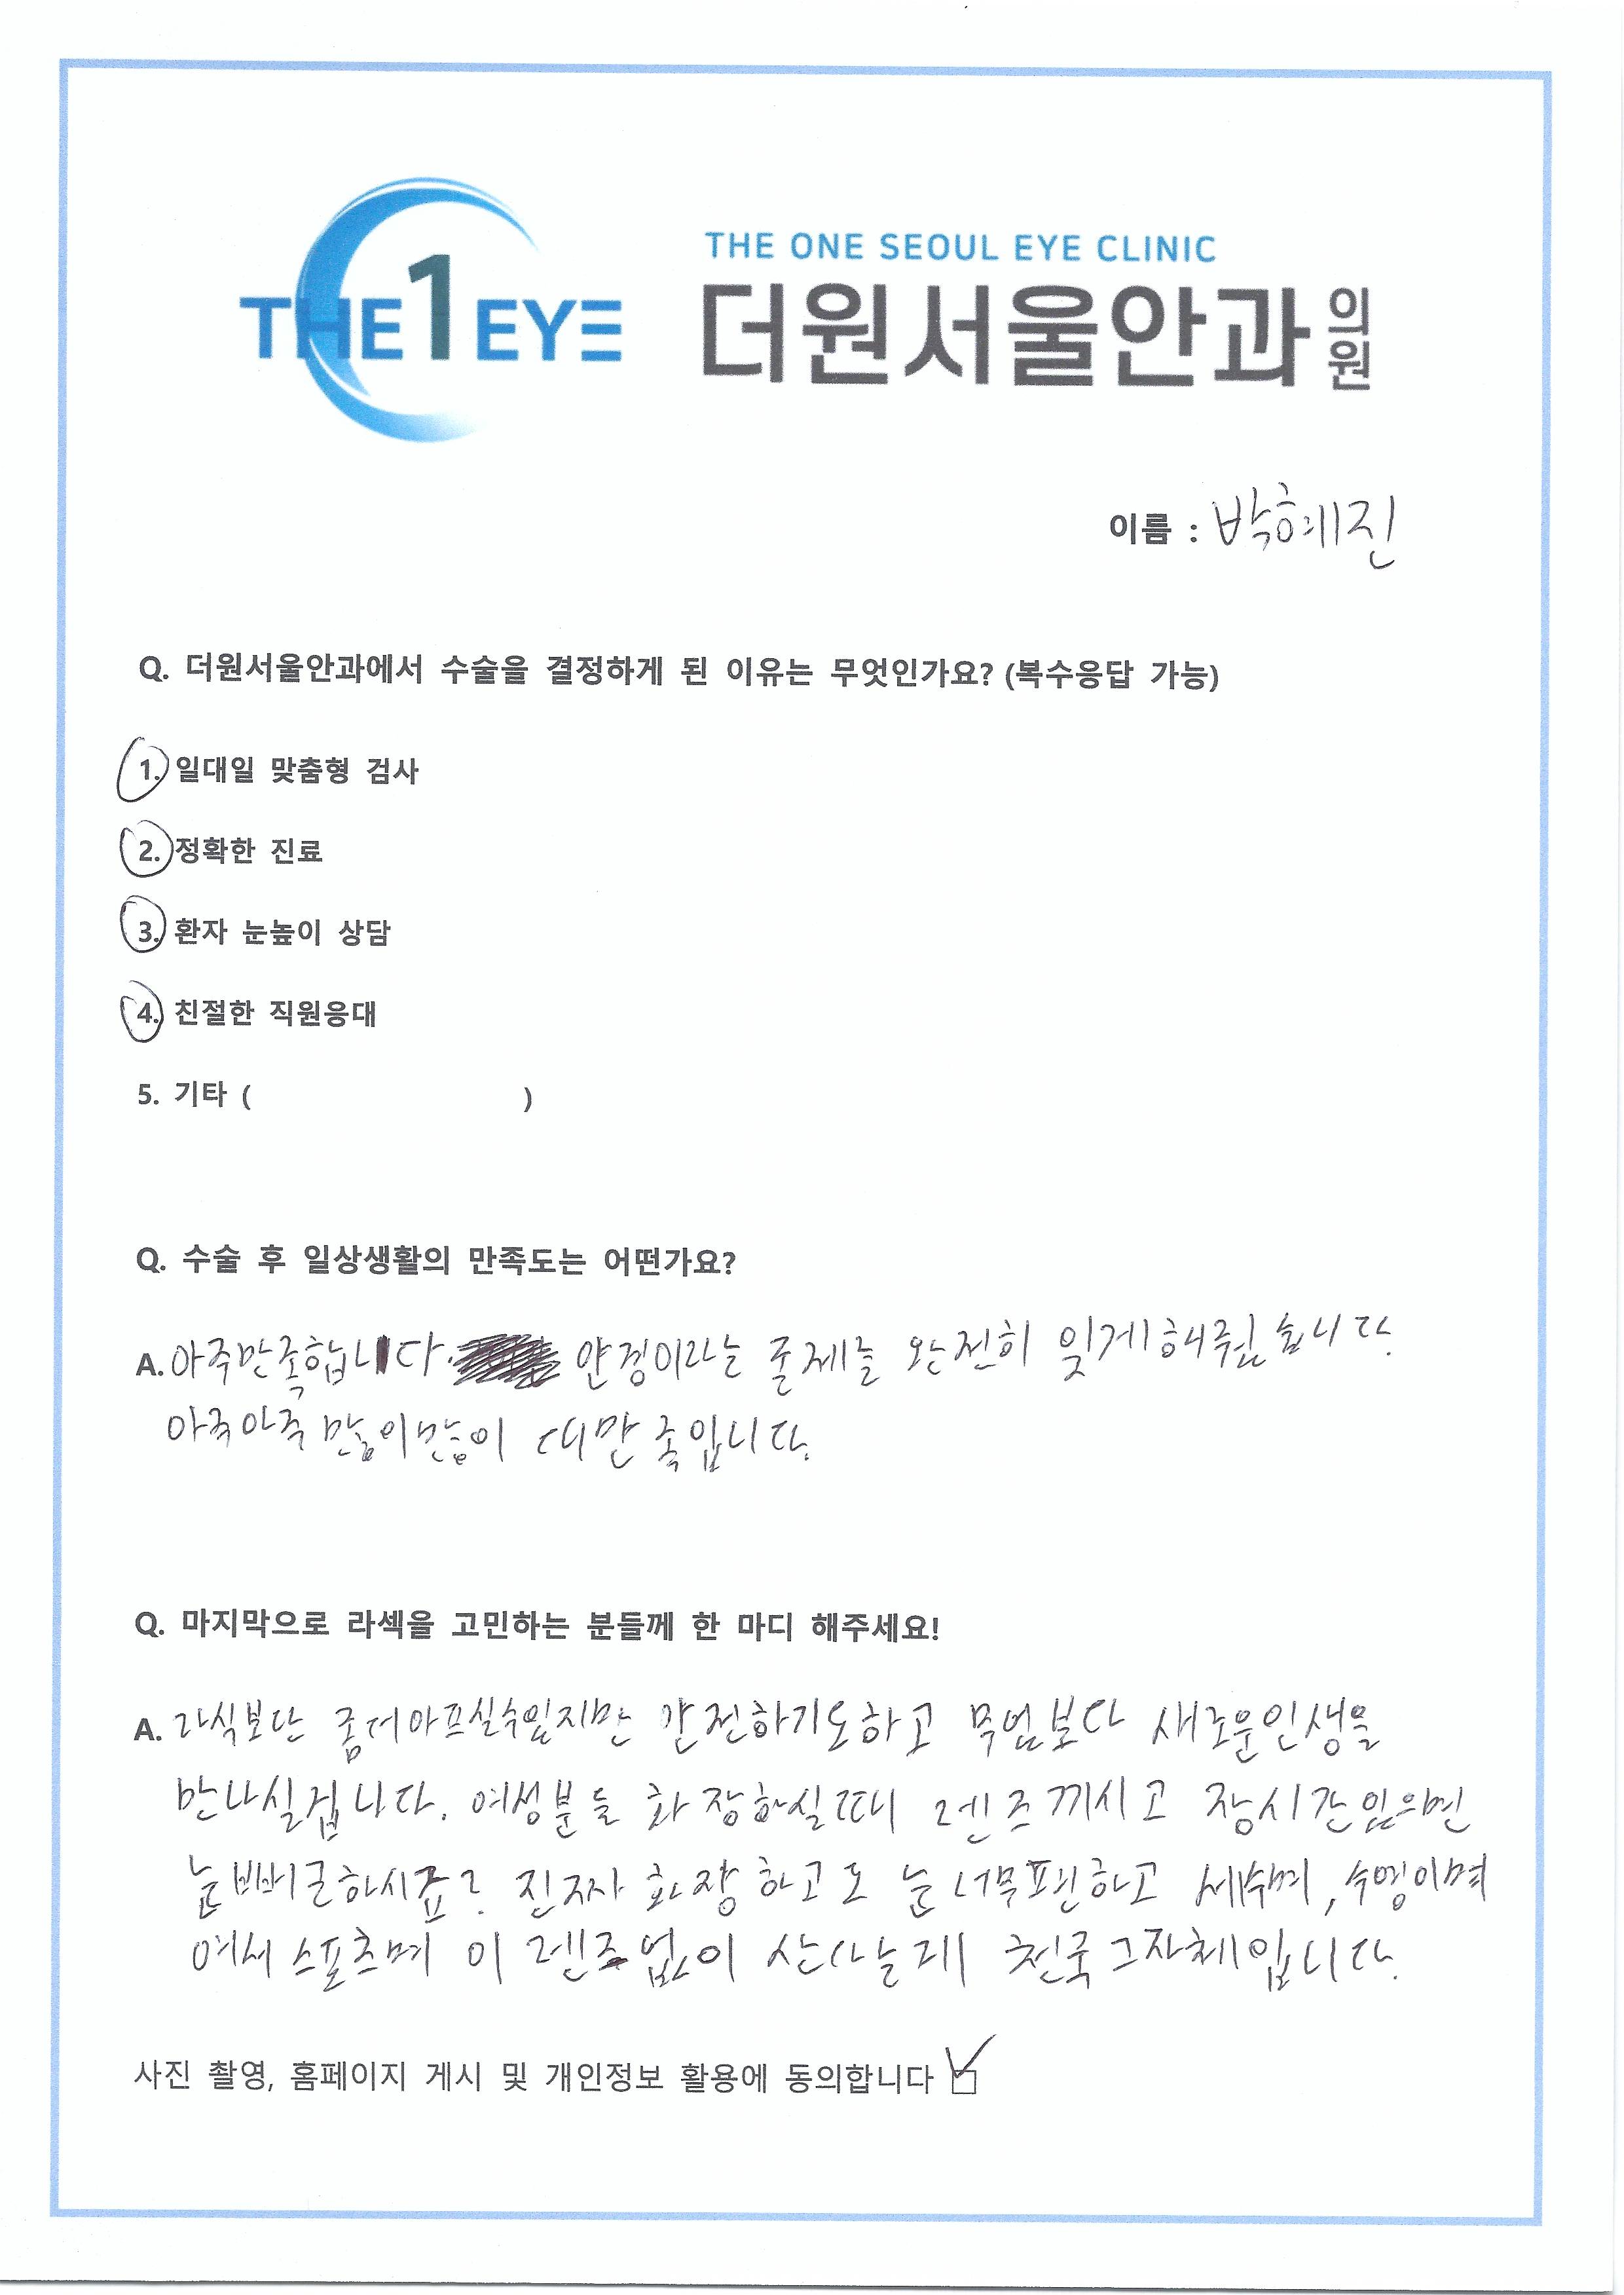 THE1EYE
THE ONE SEOUL EYE CLINIC
더원서울안과의원
이름 : 박혜진
Q. 더원서울안과에서 수술을 결정하게 된 이유는 무엇인가요? (복수응답 가능)
1. 일대일 맞춤형 검사
2. 정확한 진료
3. 환자 눈높이 상담
4. 친절한 직원응대
5. 기타 ( )
Q. 수술 후 일상생활의 만족도는 어떤가요?
A. 아주만족합니다. 안경이라는 존재를 완전히 잊게해줬습니다.
아주아주 많이많이 대만족입니다.
Q. 마지막으로 라섹을 고민하는 분들께 한 마디 해주세요!
A. 라식보단 좀더아프실수있지만 안전하기도하고 무엇보다 새로운인생을
만나실겁니다. 여성분들 화장하실때 렌즈끼시고 장시간있으면
눈빠삐근하시죠? 진짜 화장하고도 눈 너무편하고 세수며, 수영이며
여서 스포츠며 이 렌즈없이 산다는게 천국그자체입니다.
사진 촬영, 홈페이지 게시 및 개인정보 활용에 동의합니다